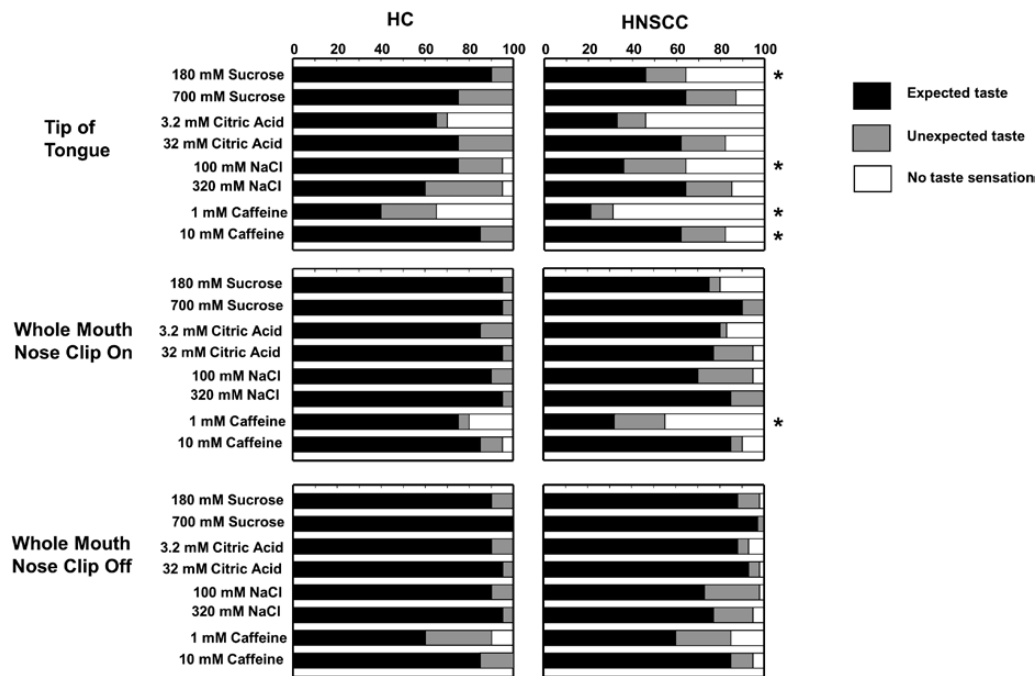 HC HNSCC
0 20 40 60 80 100 0 20 40 60 80 100
Tip of
Tongue
180 mM Sucrose *
700 mM Sucrose
3.2 mM Citric Acid
32 mM Citric Acid
100 mM NaCl *
320 mM NaCl
1 mM Caffeine *
10 mM Caffeine *
Expected taste
Unexpected taste
No taste sensation
Whole Mouth
Nose Clip On
180 mM Sucrose
700 mM Sucrose
3.2 mM Citric Acid
32 mM Citric Acid
100 mM NaCl
320 mM NaCl
1 mM Caffeine *
10 mM Caffeine
Whole Mouth
Nose Clip Off
180 mM Sucrose
700 mM Sucrose
3.2 mM Citric Acid
32 mM Citric Acid
100 mM NaCl
320 mM NaCl
1 mM Caffeine
10 mM Caffeine